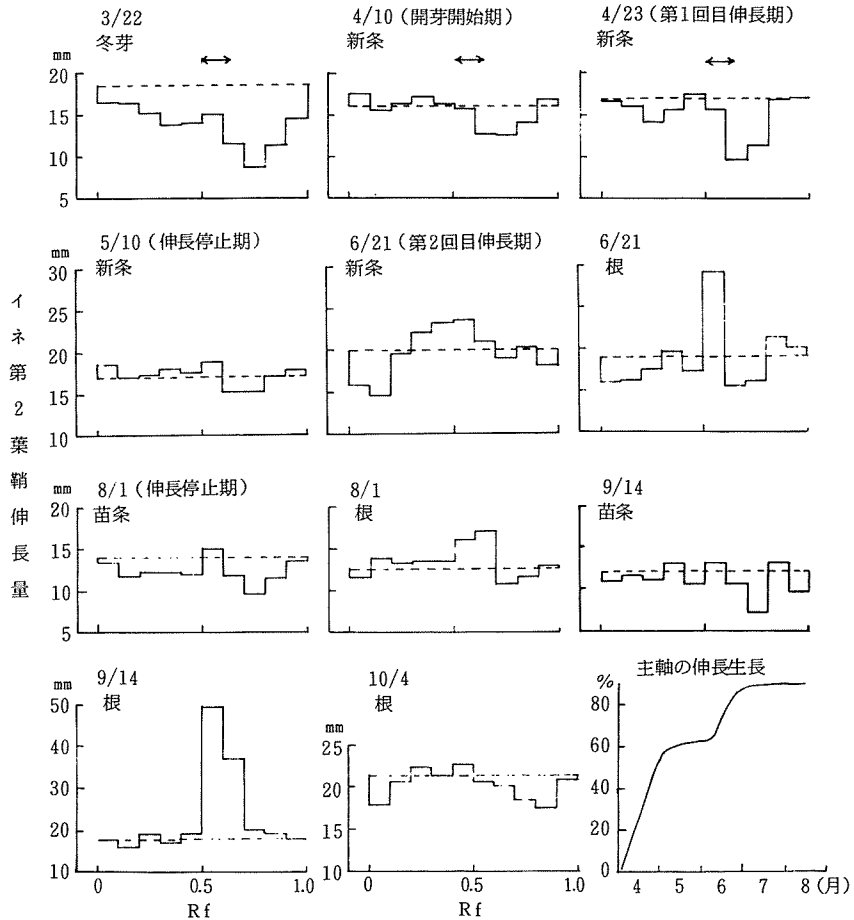 3/22
冬芽
4/10 (開芽開始期)
新条
4/23 (第1回目伸長期)
新条
mm
20
15
10
5
5/10 (伸長停止期)
新条
6/21 (第2回目伸長期)
新条
6/21
根
mm
30
25
20
15
10
イネ第2葉鞘伸長量
8/1 (伸長停止期)
苗条
8/1
根
9/14
苗条
mm
20
15
10
5
9/14
根
mm
50
40
30
20
10
0
0.5
1.0
Rf
10/4
根
mm
25
20
15
10
0
0.5
1.0
Rf
主軸の伸長生長
%
80
60
40
20
0
4
5
6
7
8 (月)